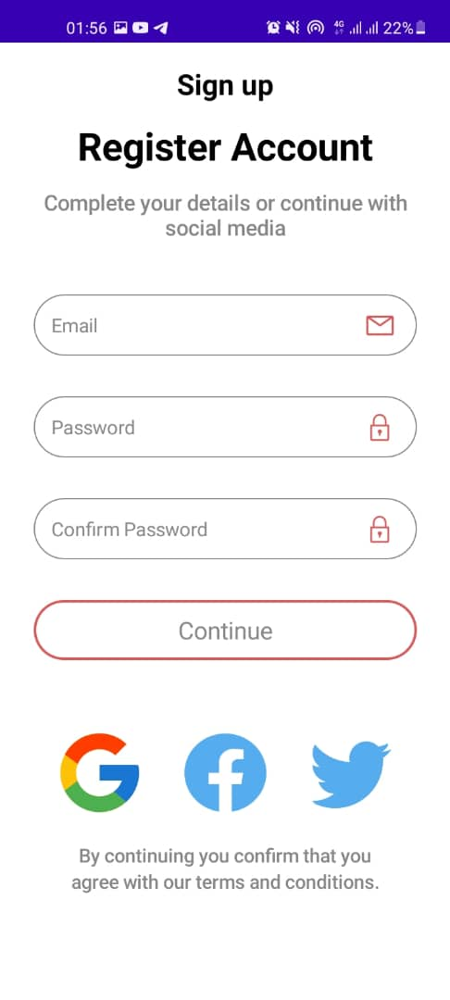 01:56 4G 22%
Sign up
Register Account
Complete your details or continue with
social media
Email
Password
Confirm Password
Continue
By continuing you confirm that you
agree with our terms and conditions.